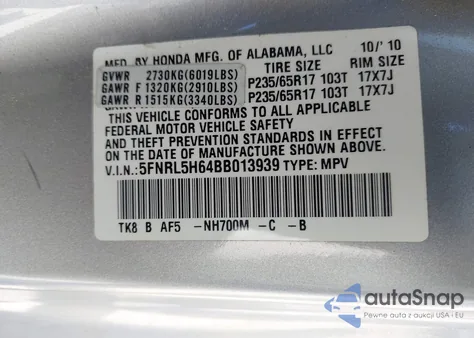 MFD. BY HONDA MFG. OF ALABAMA, LLC 10/'10
TIRE SIZE RIM SIZE
GVWR 2730KG(6019LBS)
GAWR F 1320KG(2910LBS) P235/65R17 103T 17X7J
GAWR R 1515KG(3340LBS) P235/65R17 103T 17X7J
THIS VEHICLE CONFORMS TO ALL APPLICABLE
FEDERAL MOTOR VEHICLE SAFETY
AND THEFT PREVENTION STANDARDS IN EFFECT
ON THE DATE OF MANUFACTURE SHOWN ABOVE.
V.I.N.: 5FNRL5H64BB013939 TYPE: MPV
TK8 B AF5 -NH700M -C -B
autoSnap
Pewne auta z aukcji USA i EU